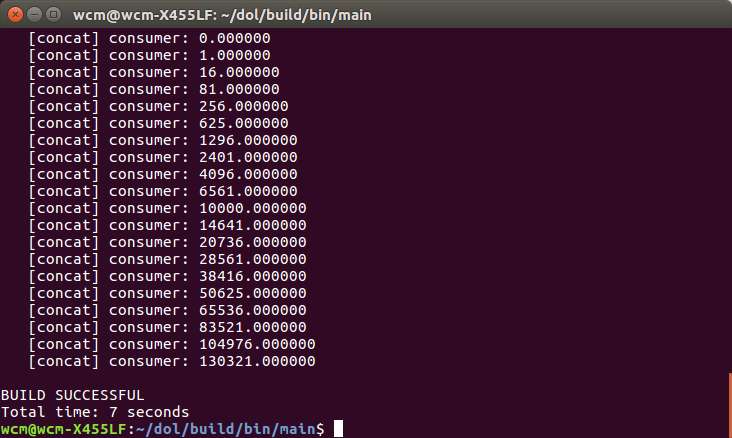 wcm@wcm-X455LF: ~/dol/build/bin/main
[concat] consumer: 0.000000
[concat] consumer: 1.000000
[concat] consumer: 16.000000
[concat] consumer: 81.000000
[concat] consumer: 256.000000
[concat] consumer: 625.000000
[concat] consumer: 1296.000000
[concat] consumer: 2401.000000
[concat] consumer: 4096.000000
[concat] consumer: 6561.000000
[concat] consumer: 10000.000000
[concat] consumer: 14641.000000
[concat] consumer: 20736.000000
[concat] consumer: 28561.000000
[concat] consumer: 38416.000000
[concat] consumer: 50625.000000
[concat] consumer: 65536.000000
[concat] consumer: 83521.000000
[concat] consumer: 104976.000000
[concat] consumer: 130321.000000
BUILD SUCCESSFUL
Total time: 7 seconds
wcm@wcm-X455LF:~/dol/build/bin/main$